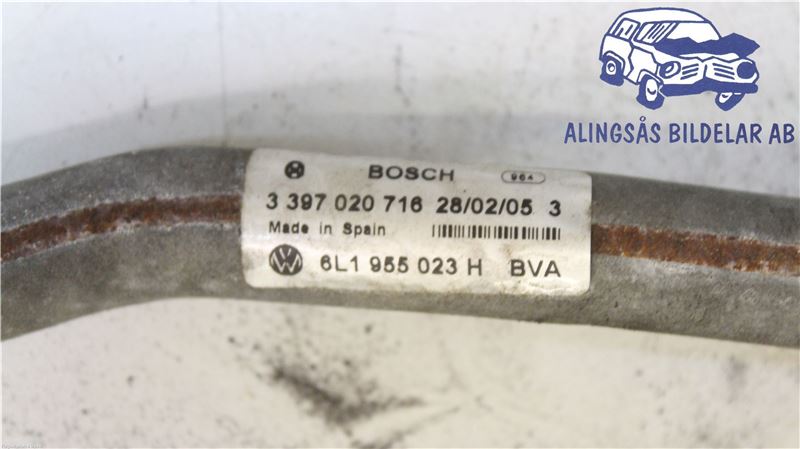 ALINGSÅS BILDELAR AB
BOSCH 964
3 397 020 716 28/02/05 3
Made in Spain
6L1 955 023 H BVA